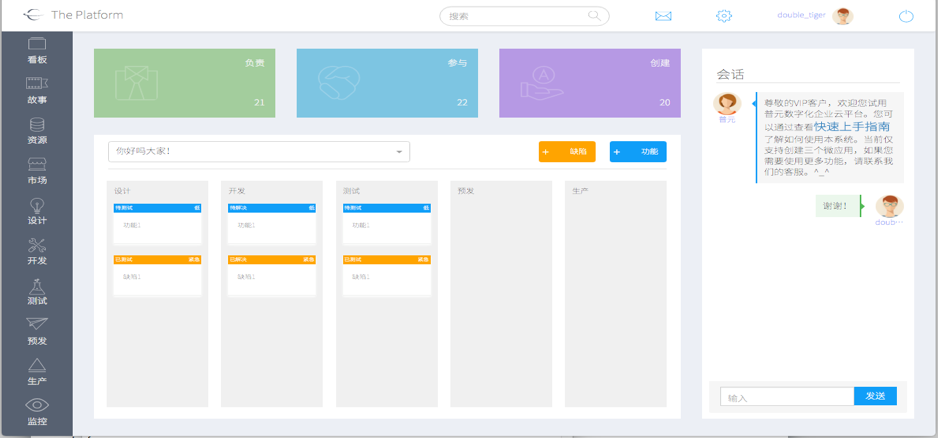 The Platform
搜索
double_tiger
看板
故事
资源
市场
设计
开发
测试
预发
生产
监控
负责
21
参与
22
创建
20
你好吗大家!
+ 缺陷
+ 功能
设计
待测试 低
功能1
已测试 紧急
缺陷1
开发
待解决 低
功能1
已解决 紧急
缺陷1
测试
待测试 低
功能1
已测试 紧急
缺陷1
预发
生产
会话
普元
尊敬的VIP客户，欢迎您试用
普元数字化企业云平台。您可
以通过查看快速上手指南
了解如何使用本系统。当前仅
支持创建三个微应用，如果您
需要使用更多功能，请联系我
们的客服。^_^
谢谢!
doub…
输入
发送